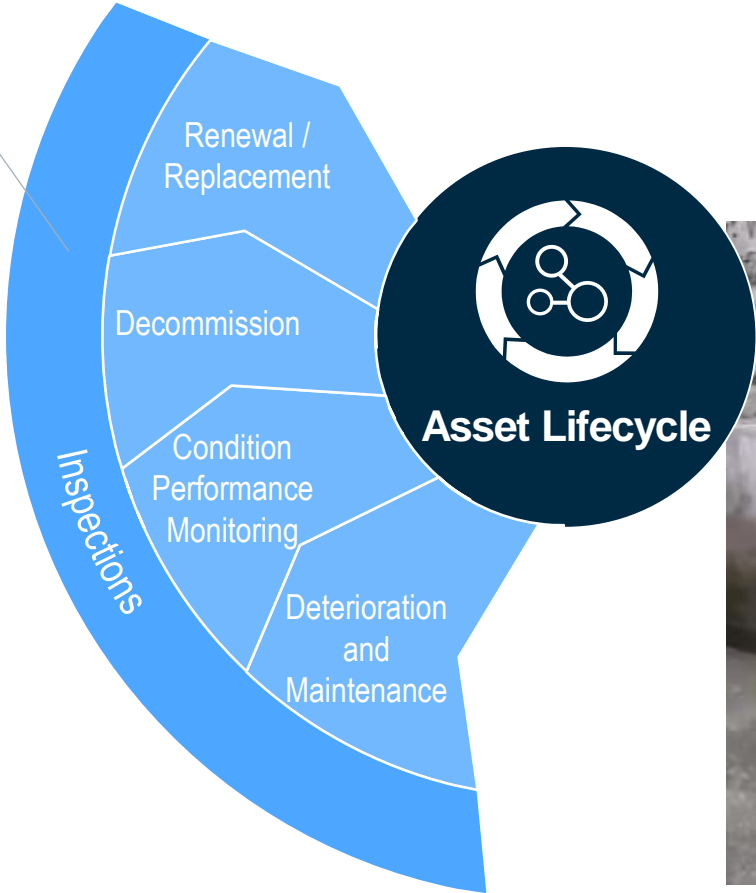 Renewal /
Replacement
Decommission
Condition
Performance
Monitoring
Deterioration
and
Maintenance
Inspections
Asset Lifecycle